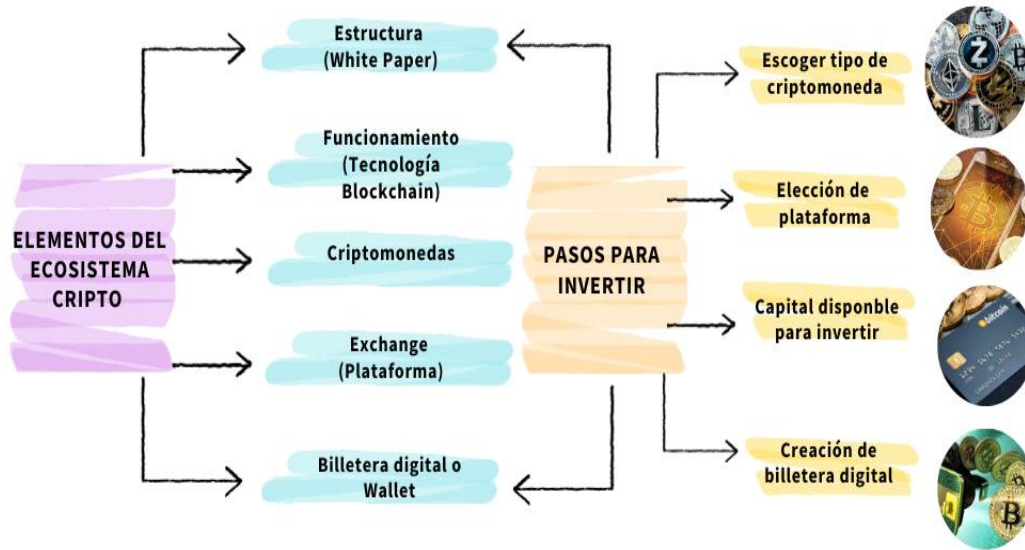 ELEMENTOS DEL
ECOSISTEMA
CRIPTO
Estructura
(White Paper)
Funcionamiento
(Tecnología
Blockchain)
Criptomonedas
Exchange
(Plataforma)
Billetera digital o
Wallet
PASOS PARA
INVERTIR
Escoger tipo de
criptomoneda
Elección de
plataforma
Capital disponble
para invertir
bitcoin
Creación de
billetera digital